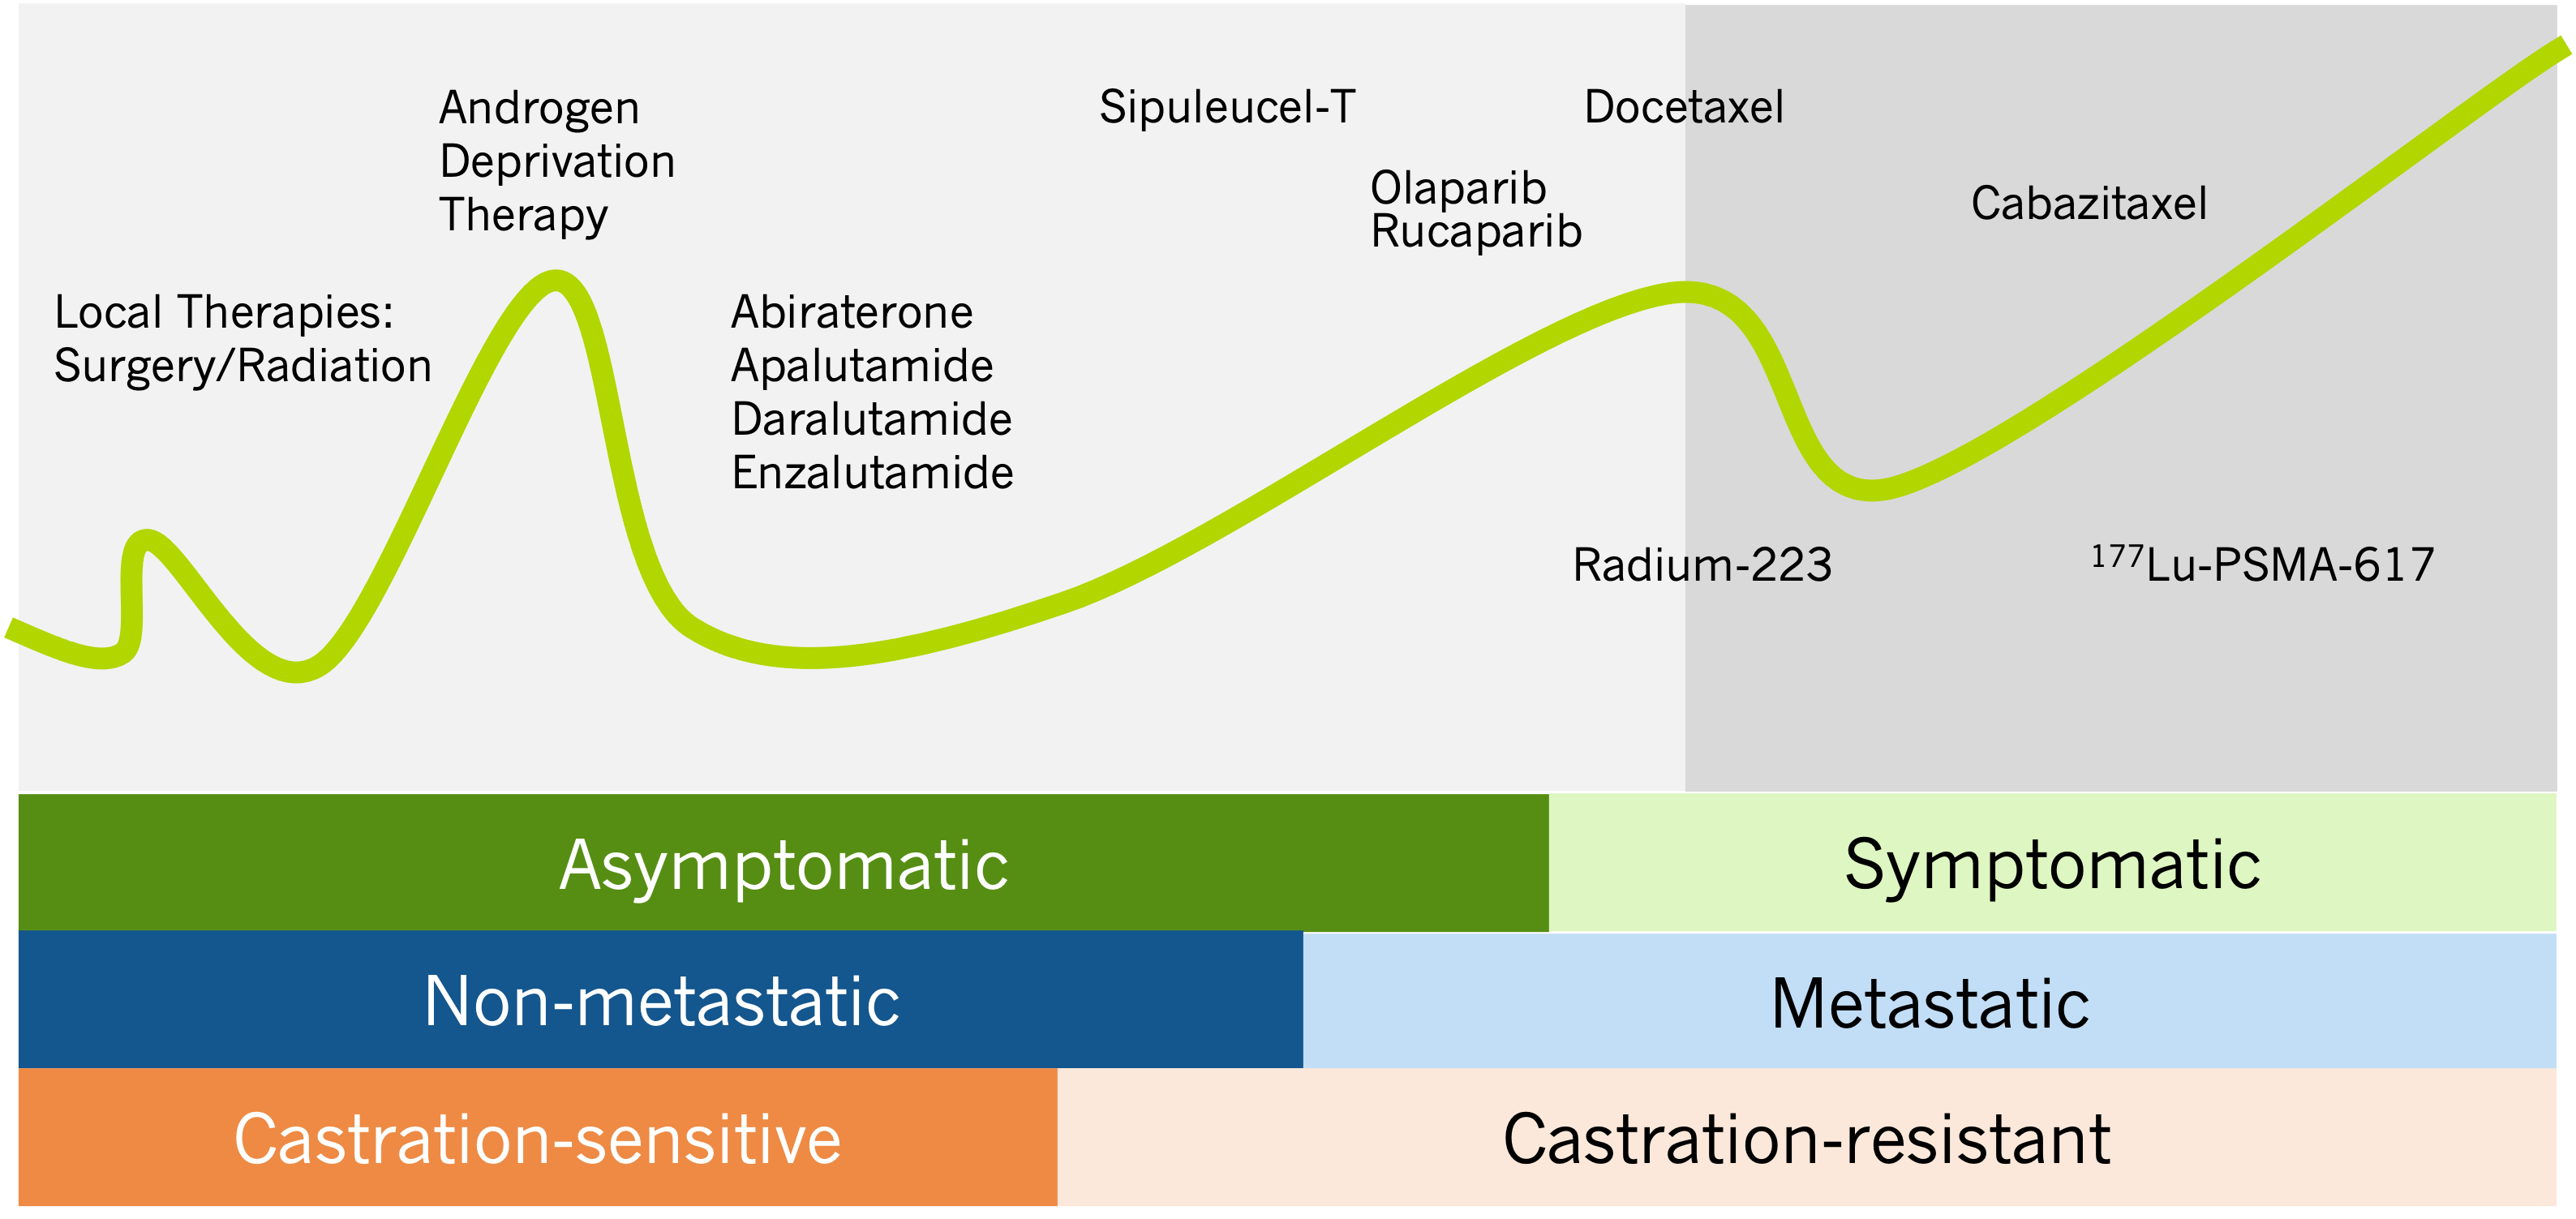 Androgen
Deprivation
Therapy
Sipuleucel-T
Docetaxel
Olaparib
Rucaparib
Cabazitaxel
Local Therapies:
Surgery/Radiation
Abiraterone
Apalutamide
Daralutamide
Enzalutamide
Radium-223
¹⁷⁷Lu-PSMA-617
Asymptomatic
Symptomatic
Non-metastatic
Metastatic
Castration-sensitive
Castration-resistant